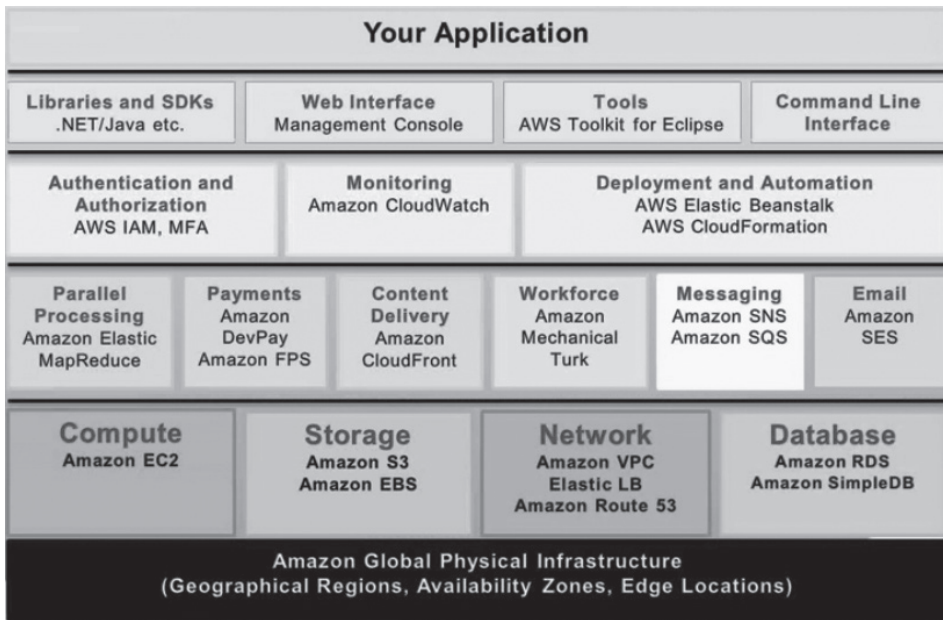 Your Application
Libraries and SDKs
.NET/Java etc.
Web Interface
Management Console
Tools
AWS Toolkit for Eclipse
Command Line
Interface
Authentication and
Authorization
AWS IAM, MFA
Monitoring
Amazon CloudWatch
Deployment and Automation
AWS Elastic Beanstalk
AWS CloudFormation
Parallel
Processing
Amazon Elastic
MapReduce
Payments
Amazon
DevPay
Amazon FPS
Content
Delivery
Amazon
CloudFront
Workforce
Amazon
Mechanical
Turk
Messaging
Amazon SNS
Amazon SQS
Email
Amazon
SES
Compute
Amazon EC2
Storage
Amazon S3
Amazon EBS
Network
Amazon VPC
Elastic LB
Amazon Route 53
Database
Amazon RDS
Amazon SimpleDB
Amazon Global Physical Infrastructure
(Geographical Regions, Availability Zones, Edge Locations)